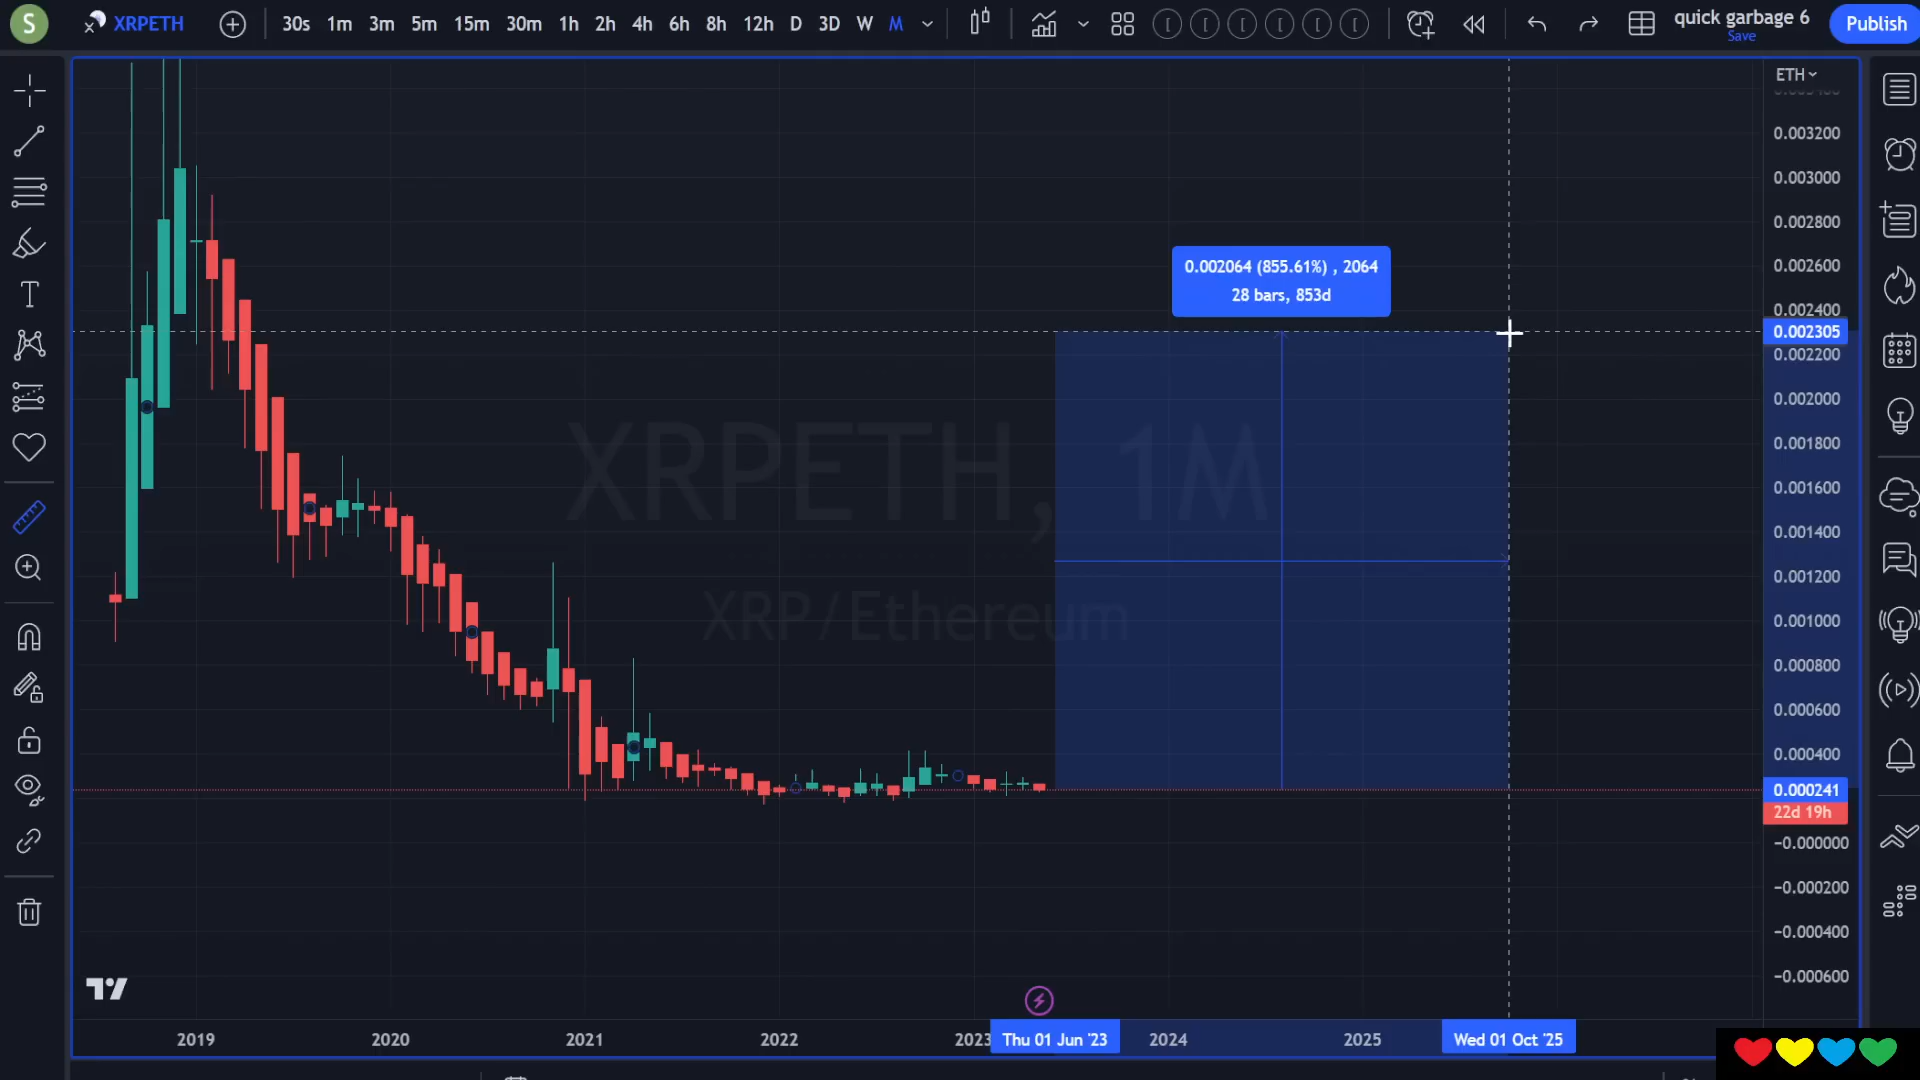 S
XRPETH 30s 1m 3m 5m 15m 30m 1h 2h 4h 6h 8h 12h D 3D W M
quick garbage 6
Save
Publish
ETH
0.003200
0.003000
0.002800
0.002600
0.002400
0.002305
0.002200
0.002000
0.001800
0.001600
0.001400
0.001200
0.001000
0.000800
0.000600
0.000400
0.000241
22d 19h
−0.000000
−0.000200
−0.000400
−0.000600
0.002064 (855.61%) , 2064
28 bars, 853d
XRPETH, 1M
XRP/Ethereum
2019 2020 2021 2022 2023 Thu 01 Jun '23 2024 2025 Wed 01 Oct '25